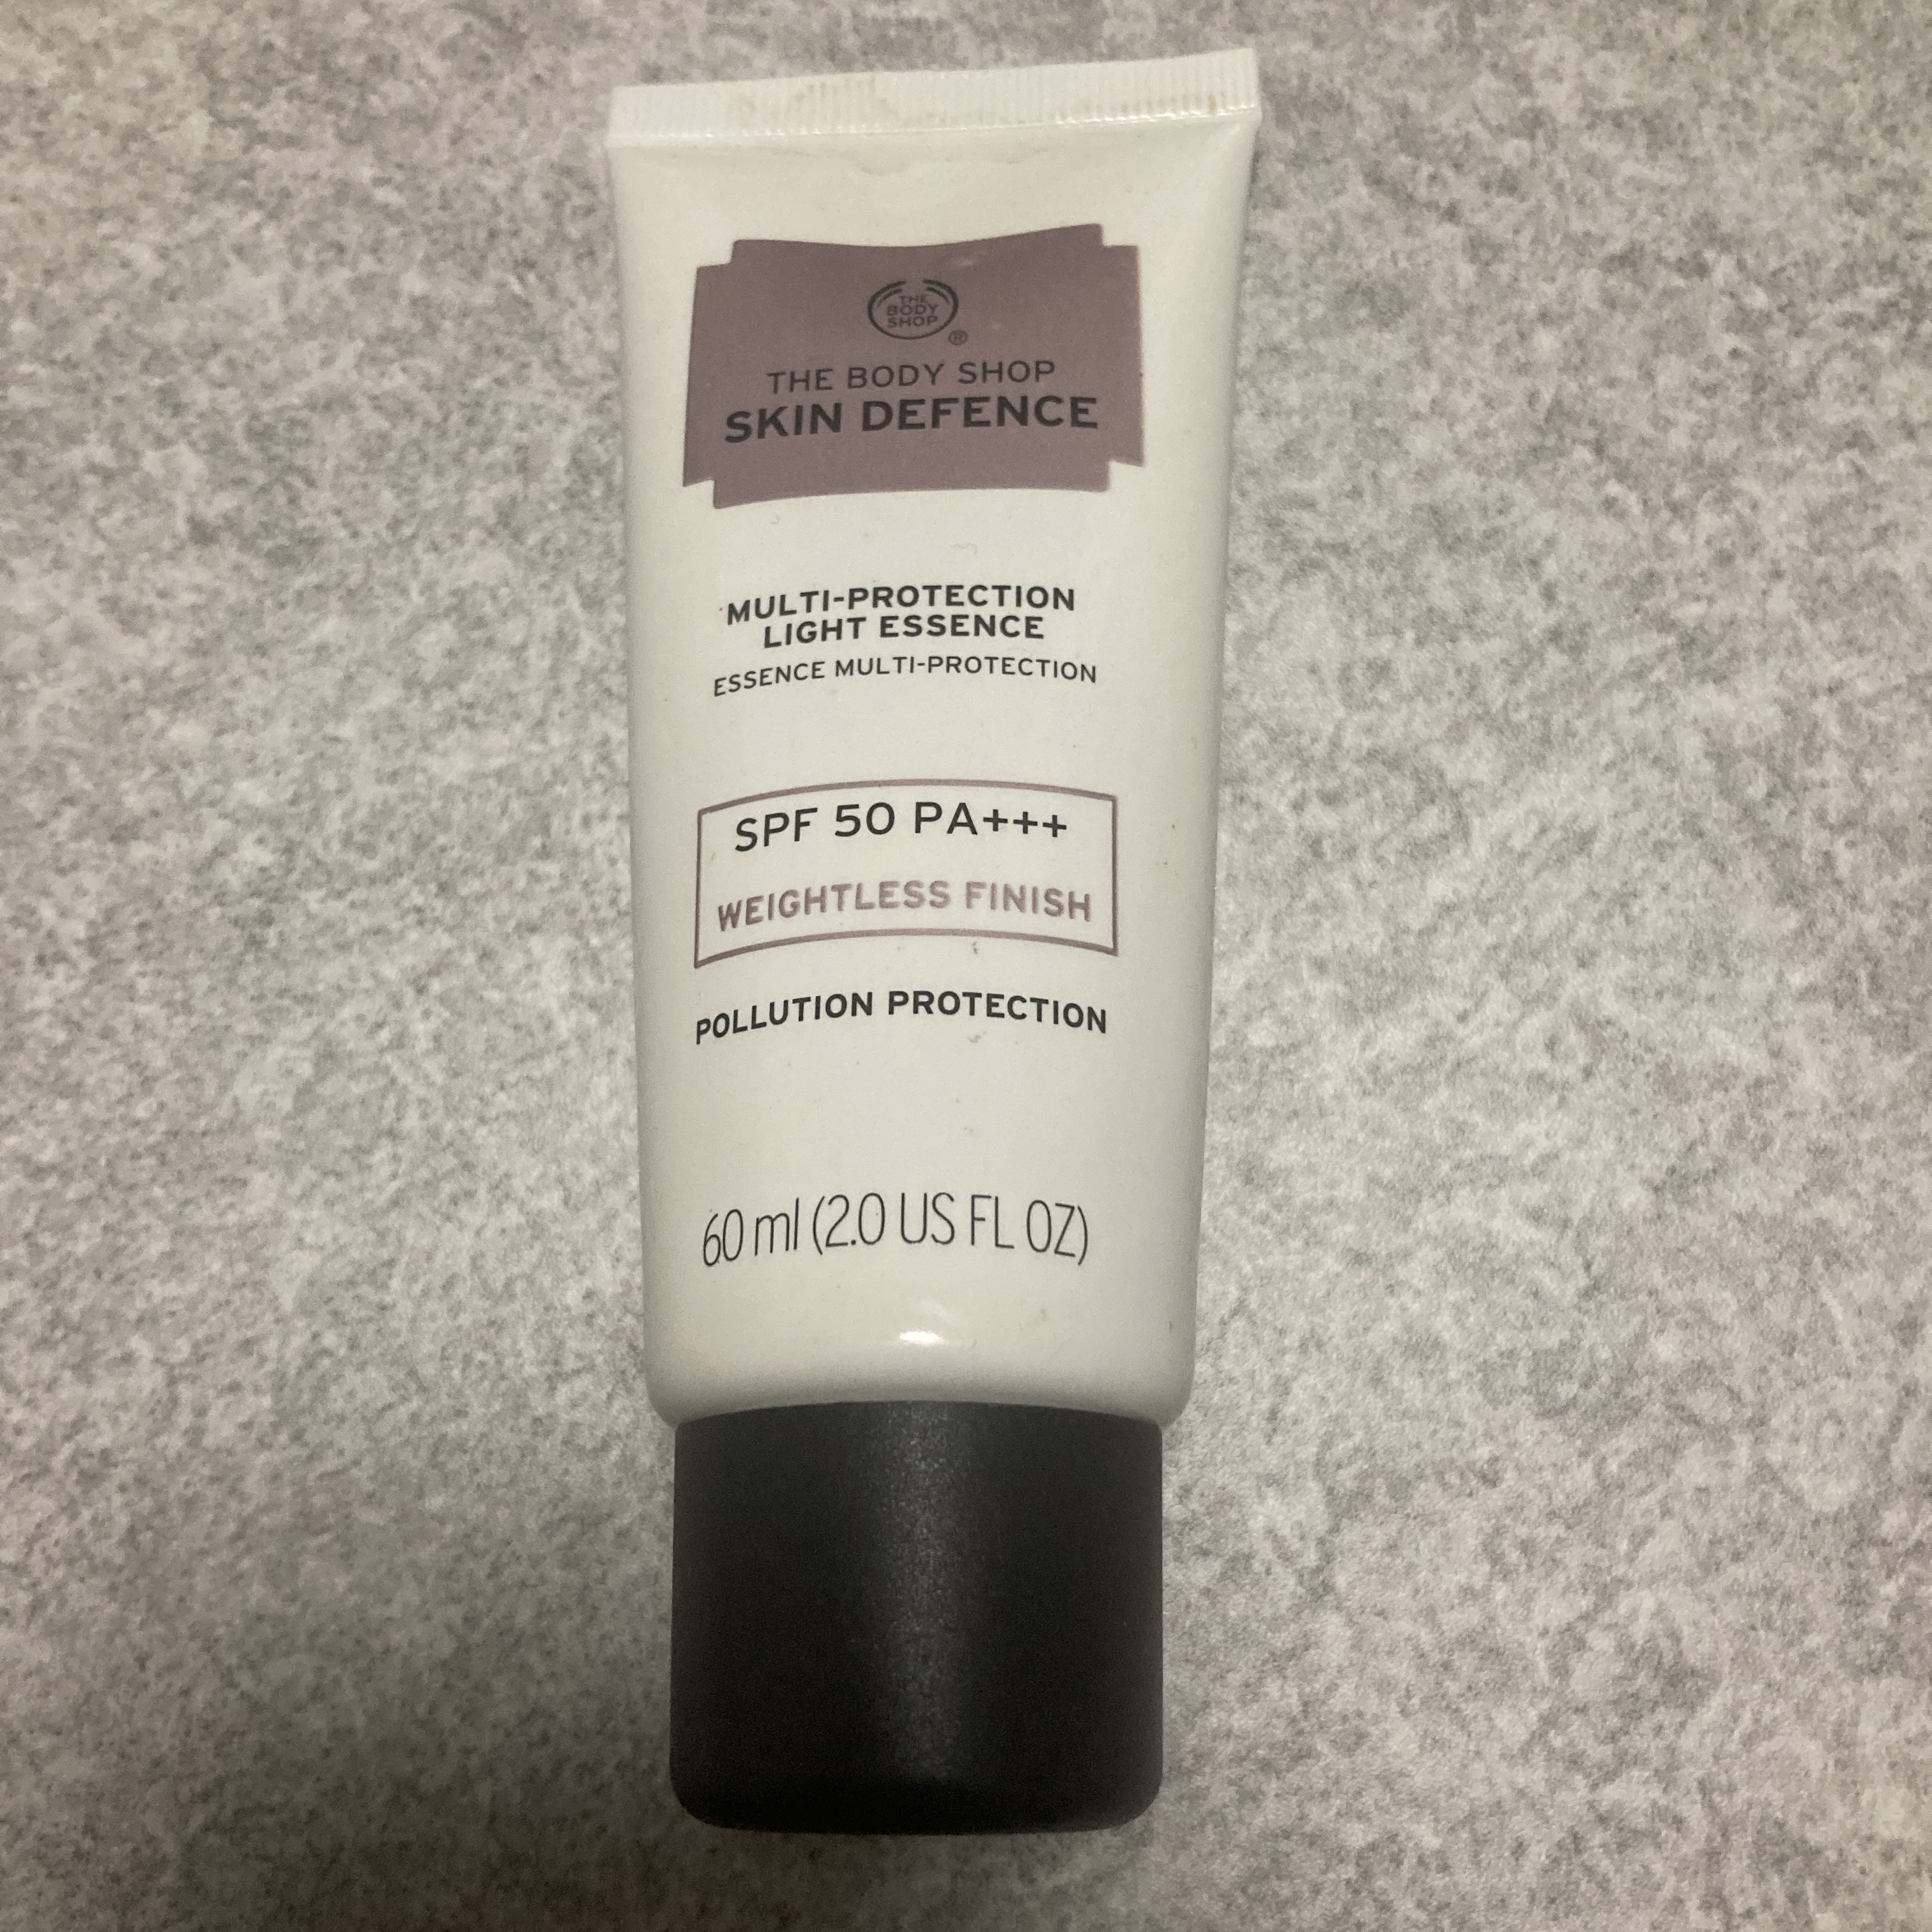 THE
BODY
SHOP
®
THE BODY SHOP
SKIN DEFENCE
MULTI-PROTECTION
LIGHT ESSENCE
ESSENCE MULTI-PROTECTION
SPF 50 PA+++
WEIGHTLESS FINISH
POLLUTION PROTECTION
60 ml (2.0 US FL OZ)